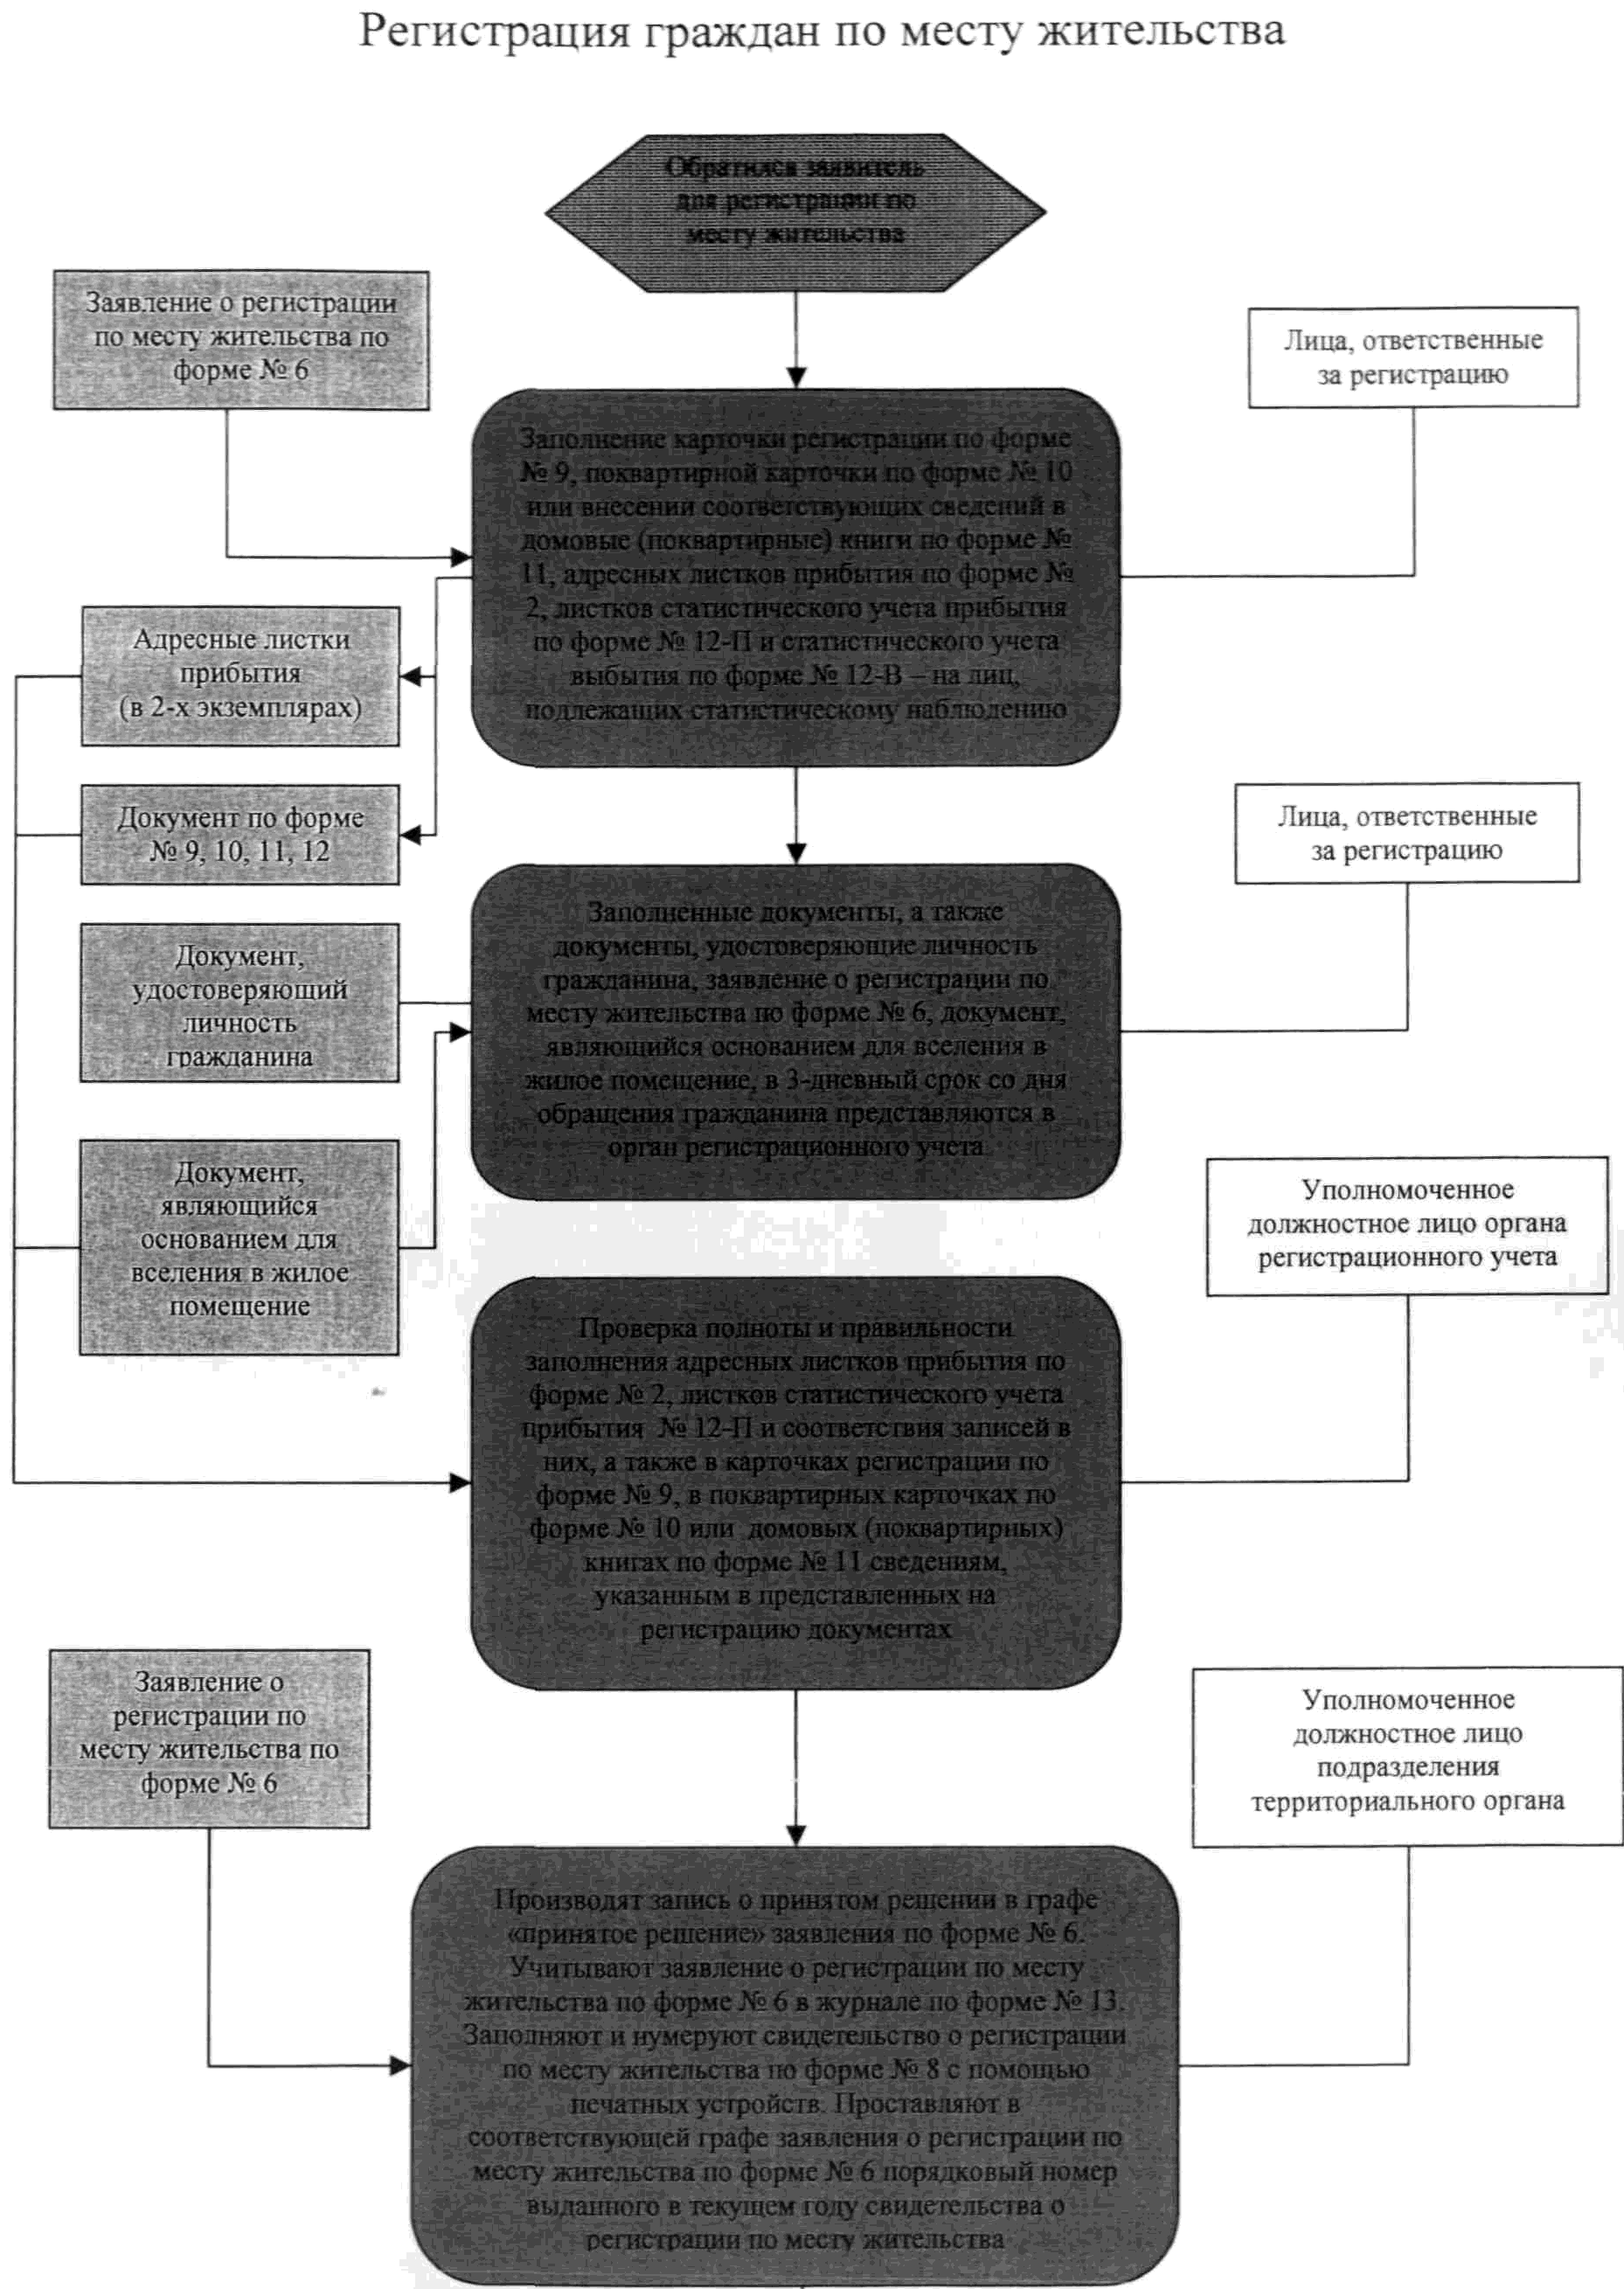 Регистрация граждан по месту жительства
Обратился заявитель
для регистрации по
месту жительства
Заявление о регистрации
по месту жительства по
форме № 6
Лица, ответственные
за регистрацию
Заполнение карточки регистрации по форме
№ 9, поквартирной карточки по форме № 10
или внесении соответствующих сведений в
домовые (поквартирные) книги по форме №
11, адресных листков прибытия по форме №
2, листков статистического учета прибытия
по форме № 12-П и статистического учета
выбытия по форме № 12-В – на лиц,
подлежащих статистическому наблюдению
Адресные листки
прибытия
(в 2-х экземплярах)
Документ по форме
№ 9, 10, 11, 12
Лица, ответственные
за регистрацию
Заполненные документы, а также
документы, удостоверяющие личность
гражданина, заявление о регистрации по
месту жительства по форме № 6, документ,
являющийся основанием для вселения в
жилое помещение, в 3-дневный срок со дня
обращения гражданина представляются в
орган регистрационного учета
Документ,
удостоверяющий
личность
гражданина
Документ,
являющийся
основанием для
вселения в жилое
помещение
Уполномоченное
должностное лицо органа
регистрационного учета
Проверка полноты и правильности
заполнения адресных листков прибытия по
форме № 2, листков статистического учета
прибытия № 12-П и соответствия записей в
них, а также в карточках регистрации по
форме № 9, в поквартирных карточках по
форме № 10 или домовых (поквартирных)
книгах по форме № 11 сведениям,
указанным в представленных на
регистрацию документах
Заявление о
регистрации по
месту жительства по
форме № 6
Уполномоченное
должностное лицо
подразделения
территориального органа
Производят запись о принятом решении в графе
«принятое решение» заявления по форме № 6.
Учитывают заявление о регистрации по месту
жительства по форме № 6 в журнале по форме № 13.
Заполняют и нумеруют свидетельство о регистрации
по месту жительства по форме № 8 с помощью
печатных устройств. Проставляют в
соответствующей графе заявления о регистрации по
месту жительства по форме № 6 порядковый номер
выданного в текущем году свидетельства о
регистрации по месту жительства